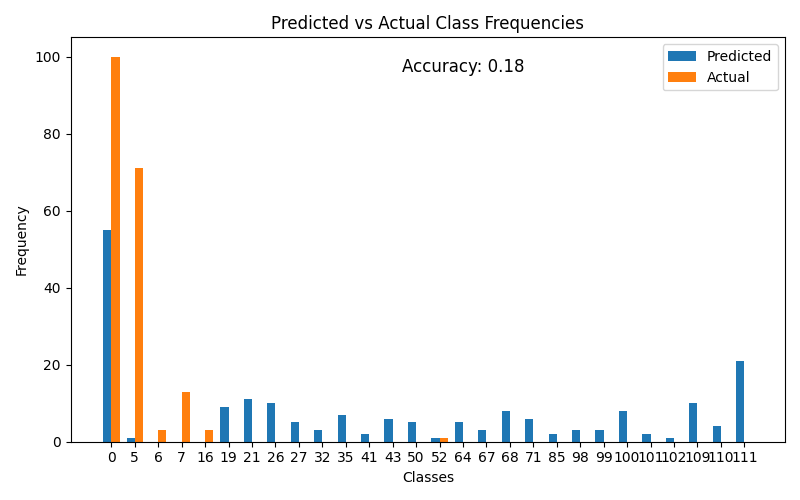 Predicted vs Actual Class Frequencies
Accuracy: 0.18
Predicted
Actual
Frequency
100
80
60
40
20
0
0 5 6 7 16 19 21 26 27 32 35 41 43 50 52 64 67 68 71 85 98 99 100 101 102 109 110 111
Classes